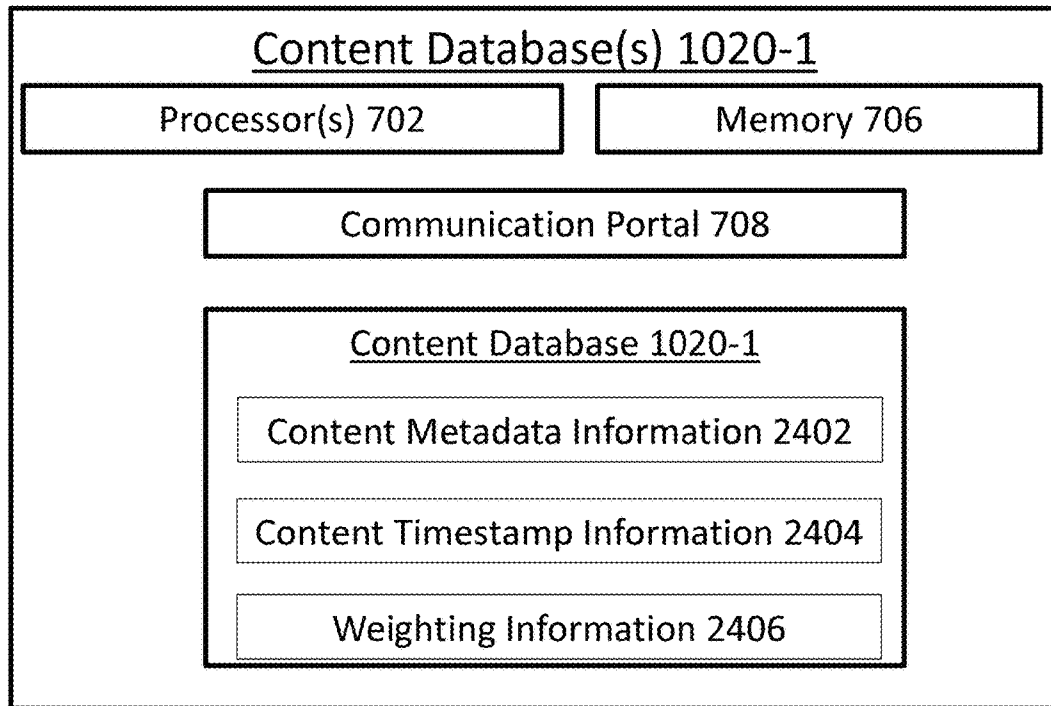 Content Database(s) 1020-1
Processor(s) 702
Memory 706
Communication Portal 708
Content Database 1020-1
Content Metadata Information 2402
Content Timestamp Information 2404
Weighting Information 2406